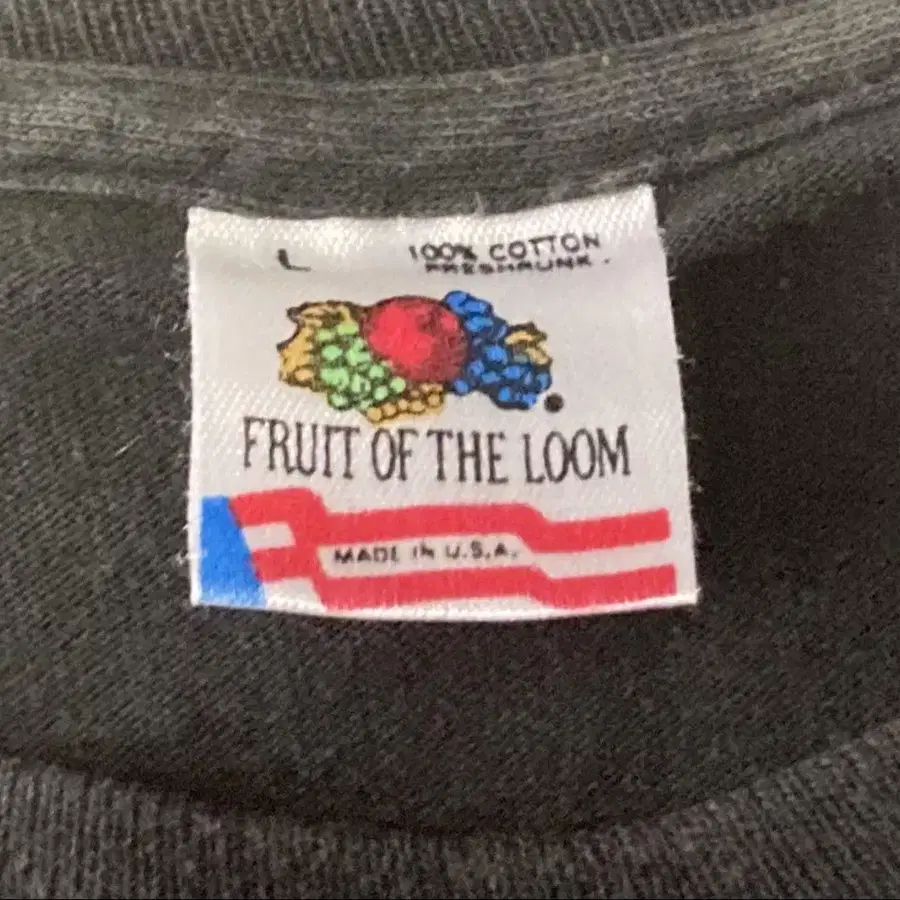 L
100% COTTON
PRESHRUNK
FRUIT OF THE LOOM
MADE IN U.S.A.